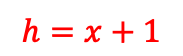 h = x + 1